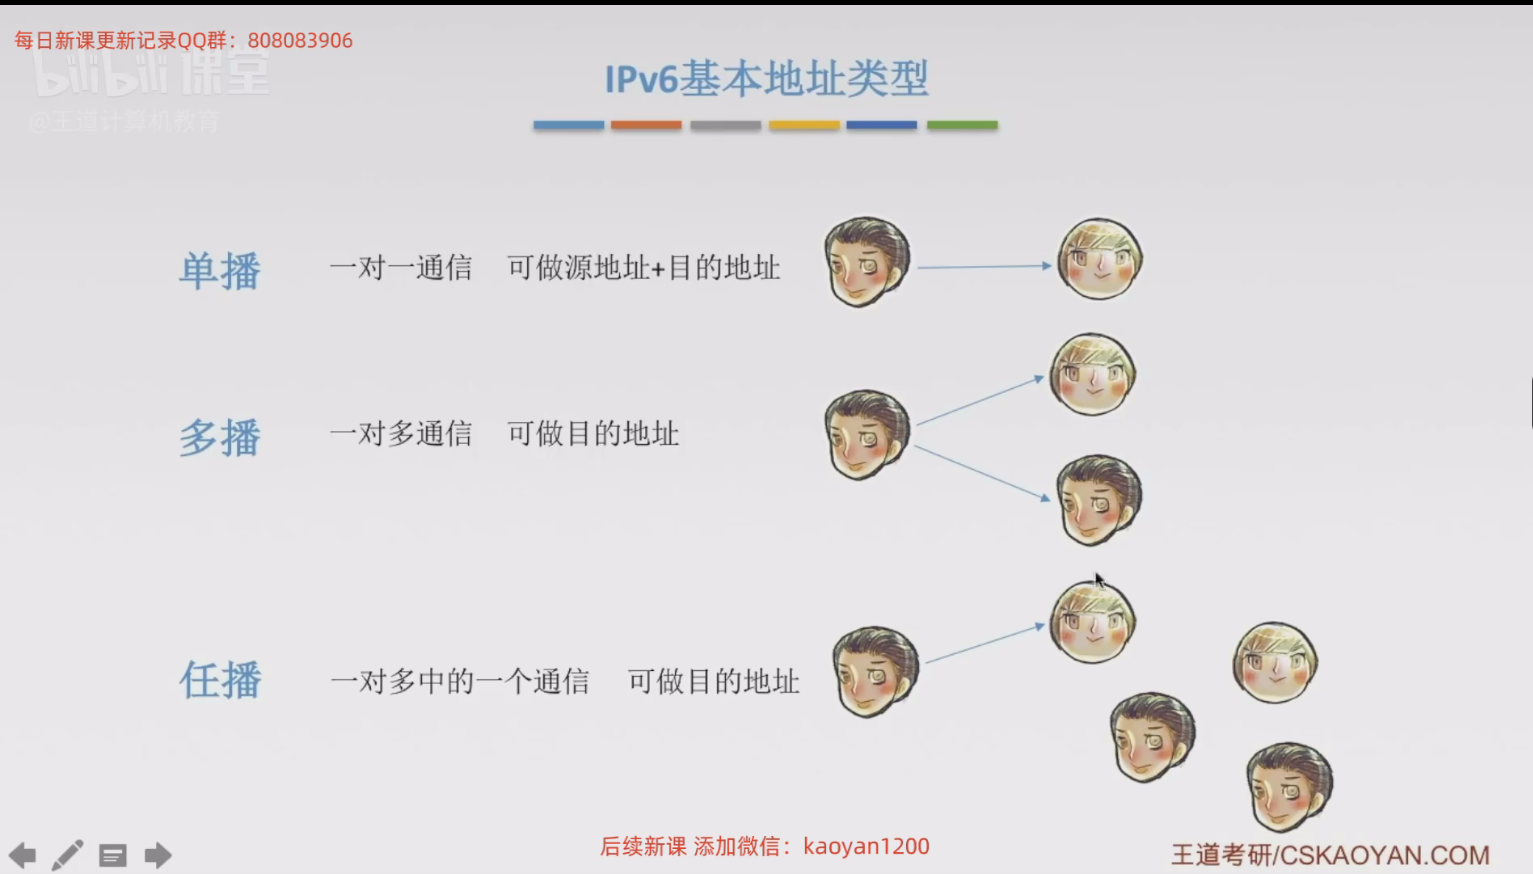 每日新课更新记录QQ群：808083906
bilibili课堂
@王道计算机教育
IPv6基本地址类型
单播 一对一通信 可做源地址+目的地址
多播 一对多通信 可做目的地址
任播 一对多中的一个通信 可做目的地址
后续新课 添加微信：kaoyan1200
王道考研/CSKAOYAN.COM